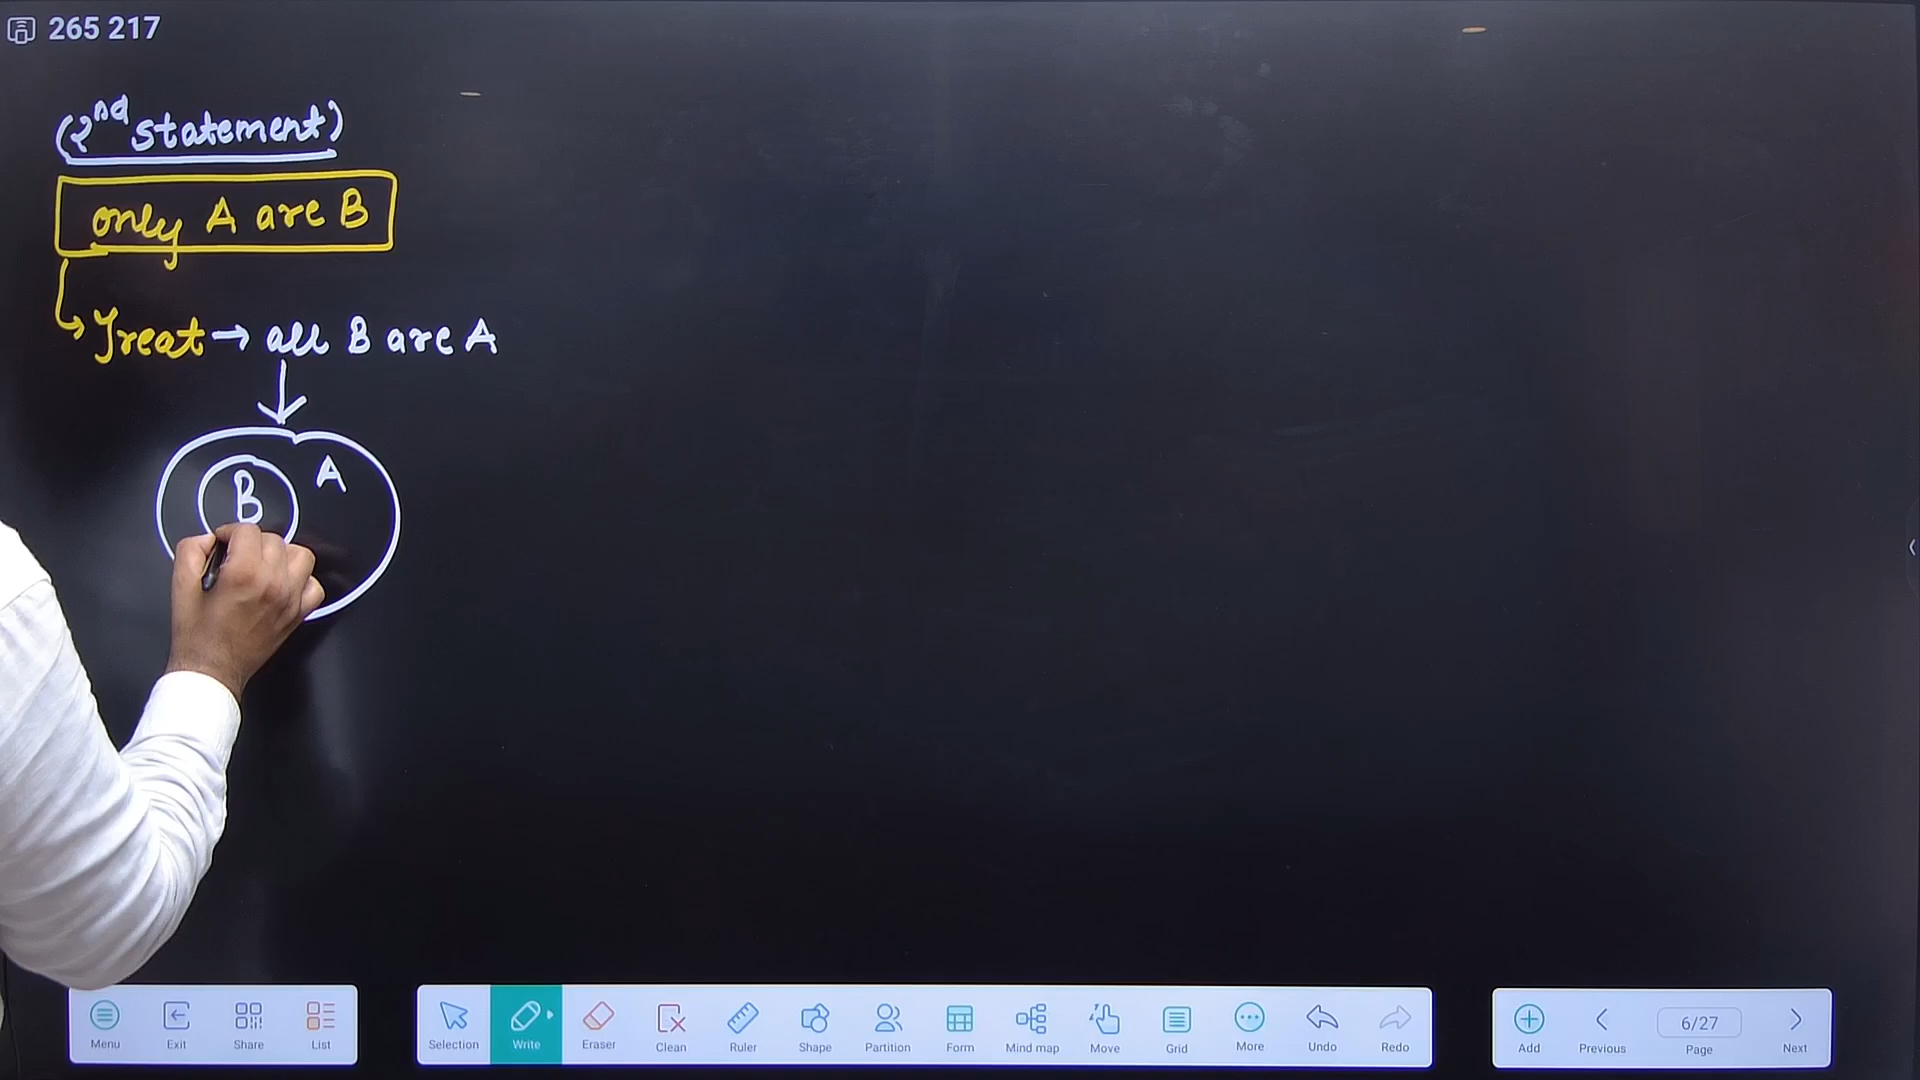 265 217
(2nd statement)
only A are B
Treat → all B are A
B A
Menu Exit Share List
Selection Write Eraser Clean Ruler Shape Partition Form Mind map Move Grid More Undo Redo
Add Previous 6/27 Page Next